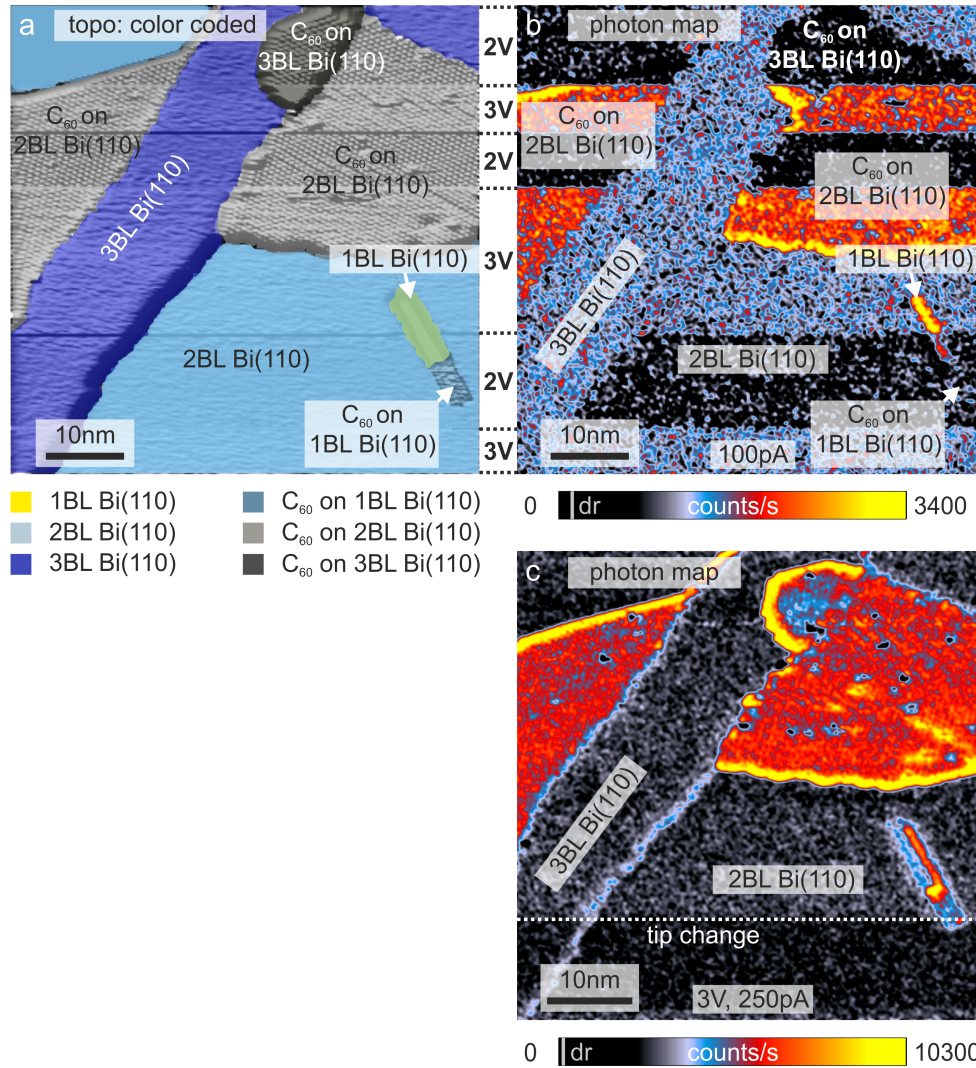 a topo: color coded
C60 on
3BL Bi(110)
C60 on
2BL Bi(110)
C60 on
2BL Bi(110)
3BL Bi(110)
1BL Bi(110)
2BL Bi(110)
C60 on
1BL Bi(110)
10nm
2V
3V
2V
3V
2V
3V
b photon map
C60 on
3BL Bi(110)
C60 on
2BL Bi(110)
C60 on
2BL Bi(110)
1BL Bi(110)
3BL Bi(110)
2BL Bi(110)
C60 on
1BL Bi(110)
10nm
100pA
0 dr counts/s 3400
1BL Bi(110)
2BL Bi(110)
3BL Bi(110)
C60 on 1BL Bi(110)
C60 on 2BL Bi(110)
C60 on 3BL Bi(110)
c photon map
3BL Bi(110)
2BL Bi(110)
tip change
10nm
3V, 250pA
0 dr counts/s 10300